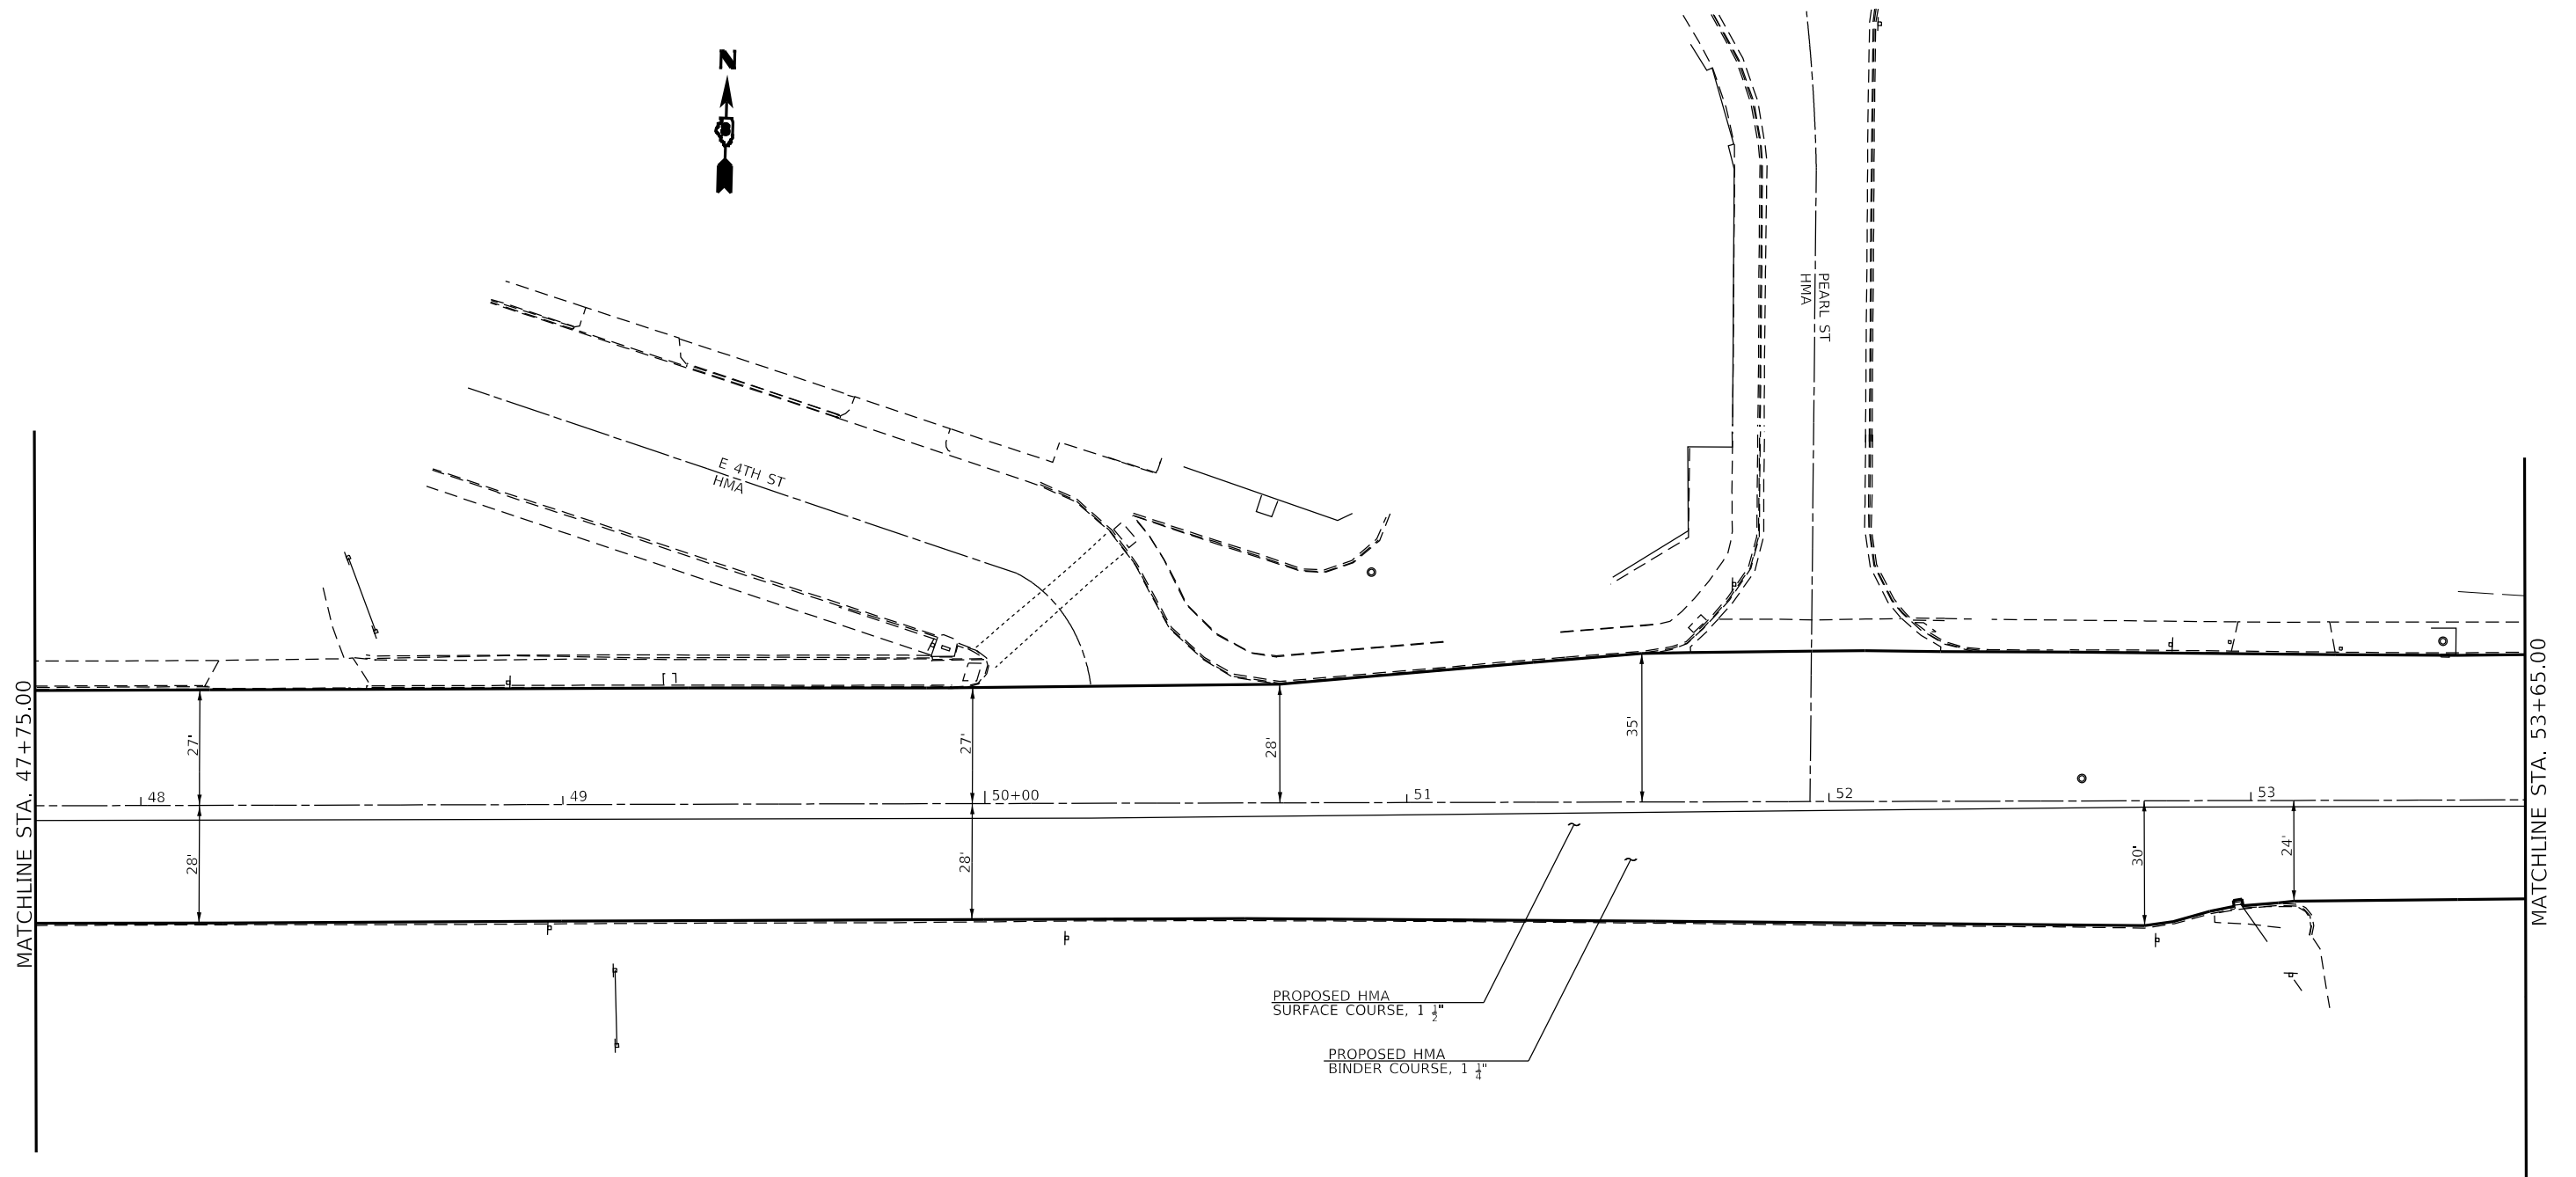 N
PEARL ST
HMA
E 4TH ST
HMA
MATCHLINE STA. 47+75.00
MATCHLINE STA. 53+65.00
27'
27'
28'
35'
48
49
50+00
51
52
53
28'
28'
30'
24'
PROPOSED HMA
SURFACE COURSE, 1 1/2"
PROPOSED HMA
BINDER COURSE, 1 1/4"